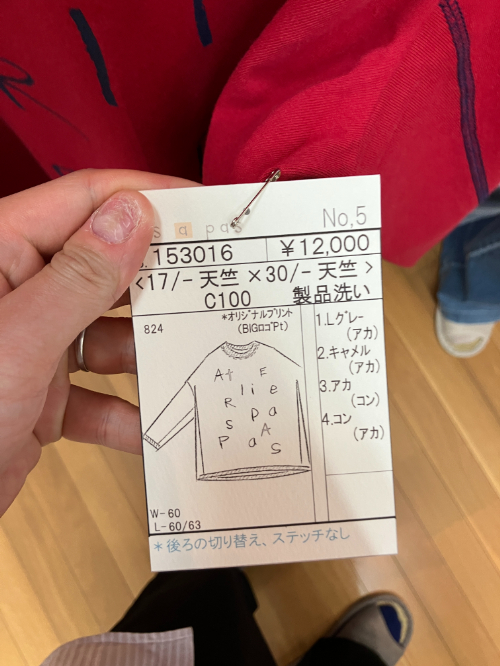 s a pas No,5
153016 ¥12,000
<17/- 天竺 ×30/- 天竺 >
C100 製品洗い
824
*オリジナルプリント
(BIGロゴPt)
At F
lie
R
s pa
P a A
S
1.Lグレー
(アカ)
2.キャメル
(アカ)
3.アカ
(コン)
4.コン
(アカ)
W-60
L-60/63
*後ろの切り替え、ステッチなし